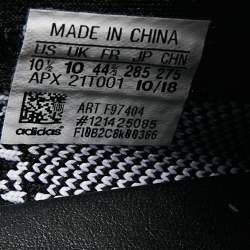 MADE IN CHINA
US UK FR JP CHN
10½ 10 44⅔ 285 275
APX 21T001 10/18
ART F97404
#121425085
adidas F10B2C8K00366